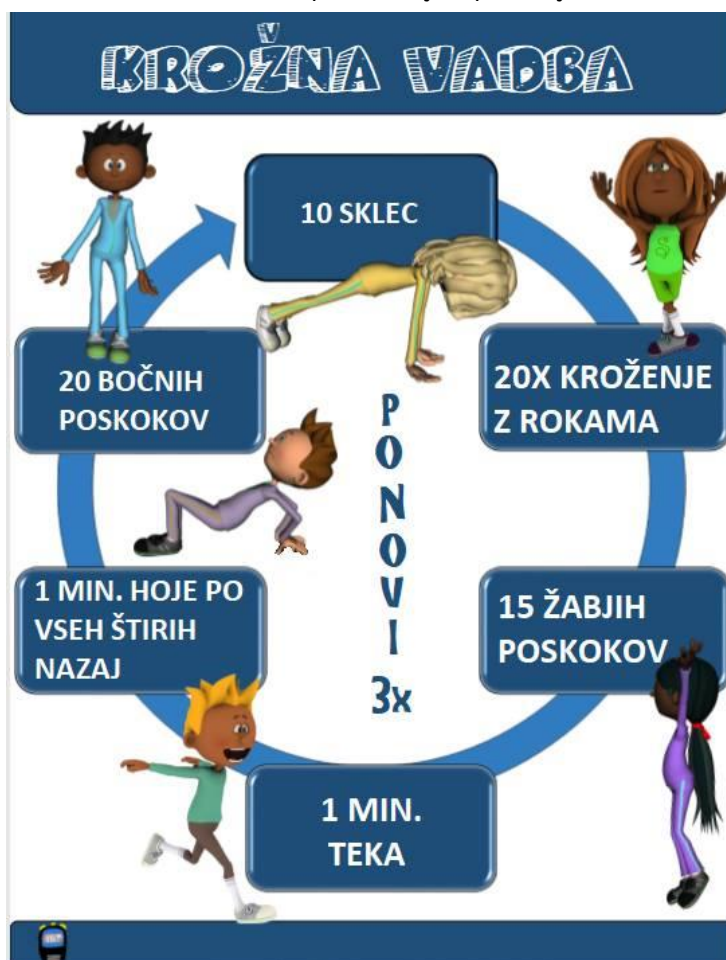 KROŽNA VADBA
10 SKLEC
20X KROŽENJE
Z ROKAMA
15 ŽABJIH
POSKOKOV
1 MIN.
TEKA
1 MIN. HOJE PO
VSEH ŠTIRIH
NAZAJ
20 BOČNIH
POSKOKOV
PONOVI
3x